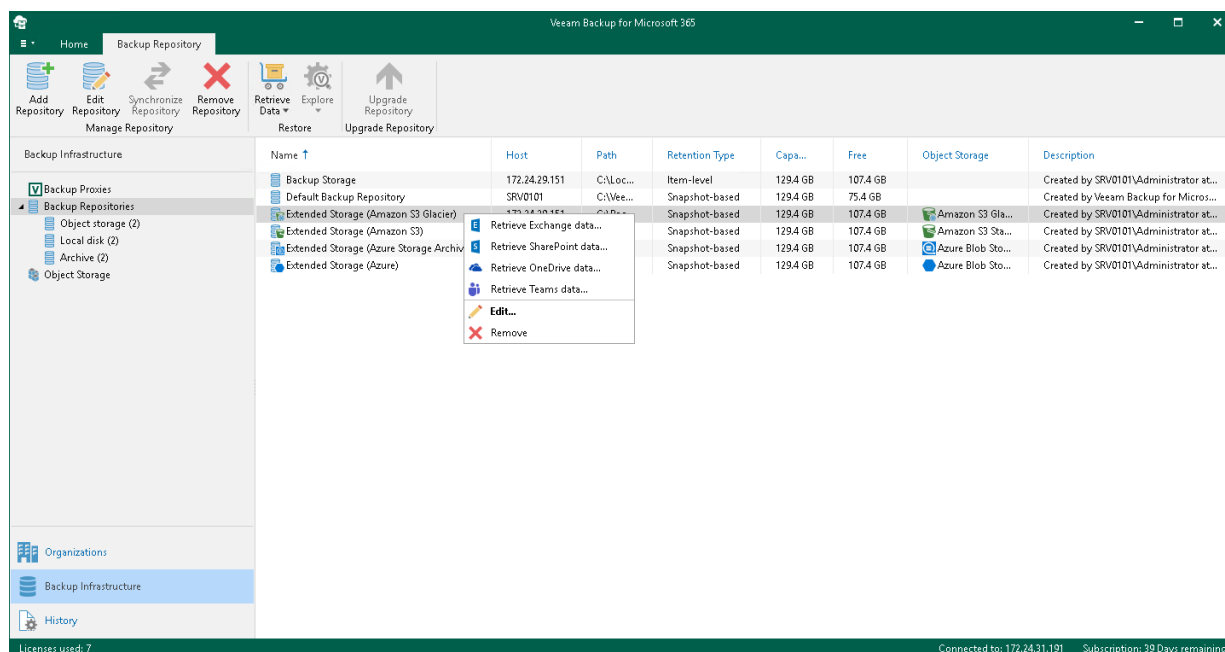 Veeam Backup for Microsoft 365
Home Backup Repository
Add Repository
Edit Repository
Synchronize Repository
Remove Repository
Retrieve Data
Explore
Upgrade Repository
Manage Repository Restore Upgrade Repository
Backup Infrastructure
Backup Proxies
Backup Repositories
Object storage (2)
Local disk (2)
Archive (2)
Object Storage
Name Host Path Retention Type Capa... Free Object Storage Description
Backup Storage 172.24.29.151 C:\Loc... Item-level 129.4 GB 107.4 GB Created by SRV0101\Administrator at...
Default Backup Repository SRV0101 C:\Vee... Snapshot-based 129.4 GB 75.4 GB Created by Veeam Backup for Micros...
Extended Storage (Amazon S3 Glacier) Snapshot-based 129.4 GB 107.4 GB Amazon S3 Gla... Created by SRV0101\Administrator at...
Extended Storage (Amazon S3) Snapshot-based 129.4 GB 107.4 GB Amazon S3 Sta... Created by SRV0101\Administrator at...
Extended Storage (Azure Storage Archiv Snapshot-based 129.4 GB 107.4 GB Azure Blob Sto... Created by SRV0101\Administrator at...
Extended Storage (Azure) Snapshot-based 129.4 GB 107.4 GB Azure Blob Sto... Created by SRV0101\Administrator at...
Retrieve Exchange data...
Retrieve SharePoint data...
Retrieve OneDrive data...
Retrieve Teams data...
Edit...
Remove
Organizations
Backup Infrastructure
History
Licenses used: 7 Connected to: 172.24.31.191 Subscription: 39 Days remaining